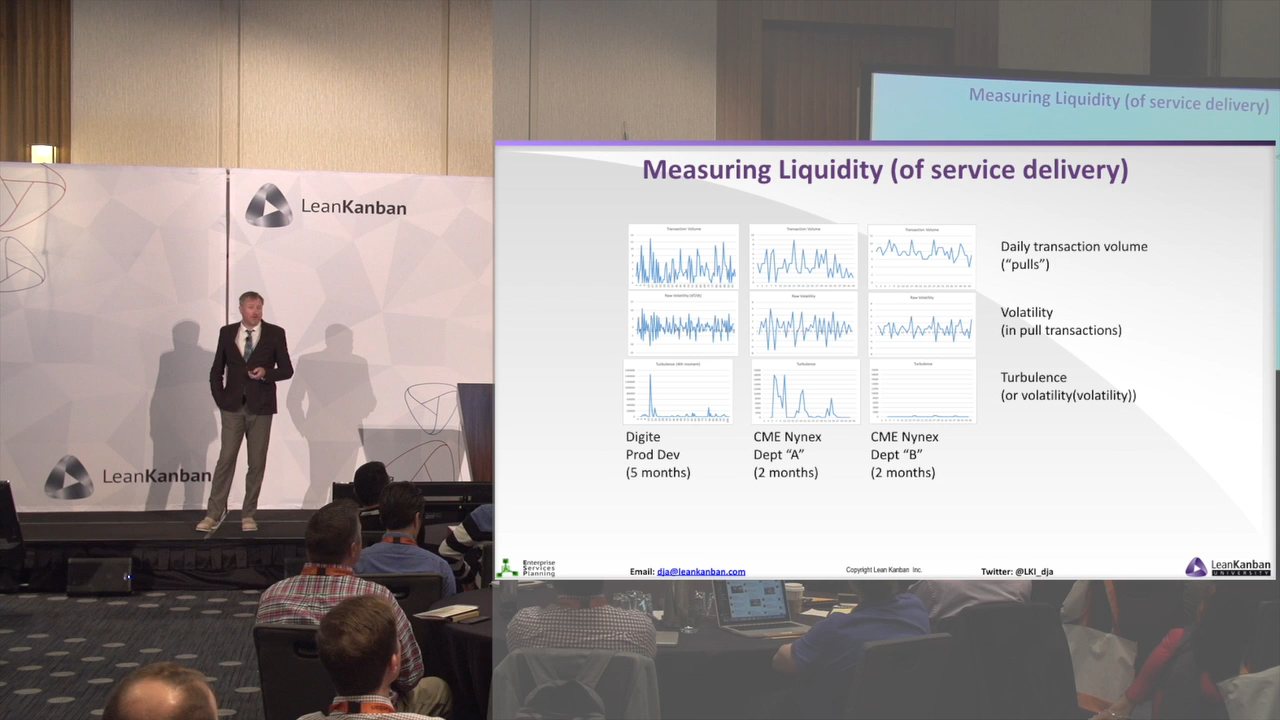 Measuring Liquidity (of service delivery)
LeanKanban
Measuring Liquidity (of service delivery)
Transaction Volume
Transaction Volume
Transaction Volume
Daily transaction volume
("pulls")
Raw Volatility
Raw Volatility
Volatility
(in pull transactions)
Turbulence
Turbulence
Turbulence
(or volatility(volatility))
Digite
Prod Dev
(5 months)
CME Nynex
Dept “A”
(2 months)
CME Nynex
Dept “B”
(2 months)
LeanKanban
Enterprise
Services
Planning
Email: dja@leankanban.com
Copyright Lean Kanban Inc.
Twitter: @LKI_dja
LeanKanban
UNIVERSITY